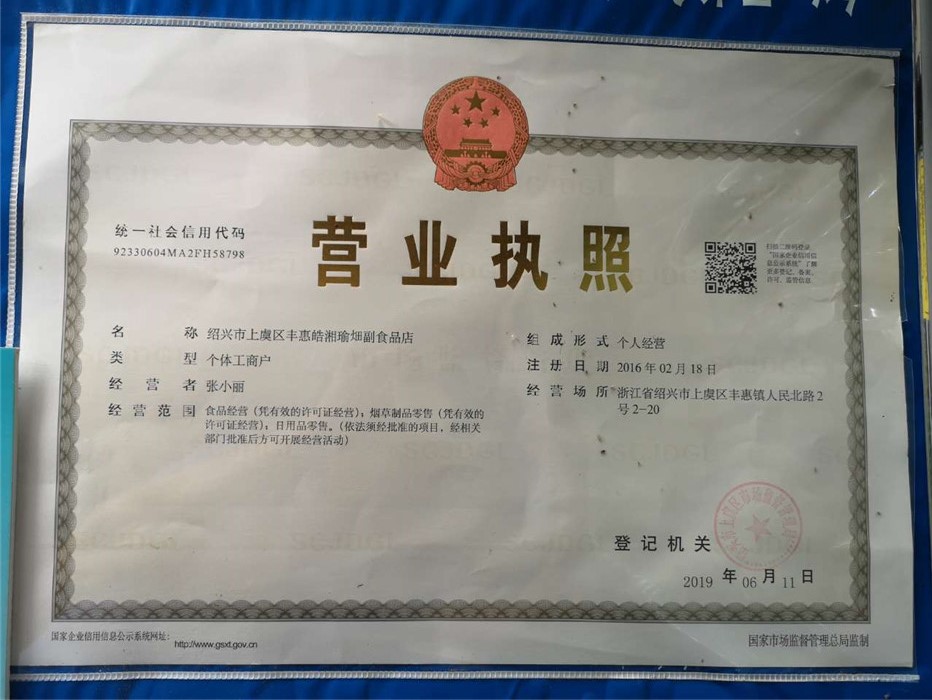 营业执照
统一社会信用代码
92330604MA2FH58798
扫描二维码登录
“国家企业信用信
息公示系统”了解
更多登记、备案、
许可、监管信息
名 称 绍兴市上虞区丰惠皓湘瑜畑副食品店
类 型 个体工商户
经 营 者 张小丽
经 营 范 围 食品经营（凭有效的许可证经营）；烟草制品零售（凭有效的
许可证经营）；日用品零售。（依法须经批准的项目，经相关
部门批准后方可开展经营活动）
组 成 形 式 个人经营
注 册 日 期 2016 年 02 月 18 日
经 营 场 所 浙江省绍兴市上虞区丰惠镇人民北路 2
号 2-20
登 记 机 关
2019 年 06 月 11 日
国家企业信用信息公示系统网址：
http://www.gsxt.gov.cn
国家市场监督管理总局监制